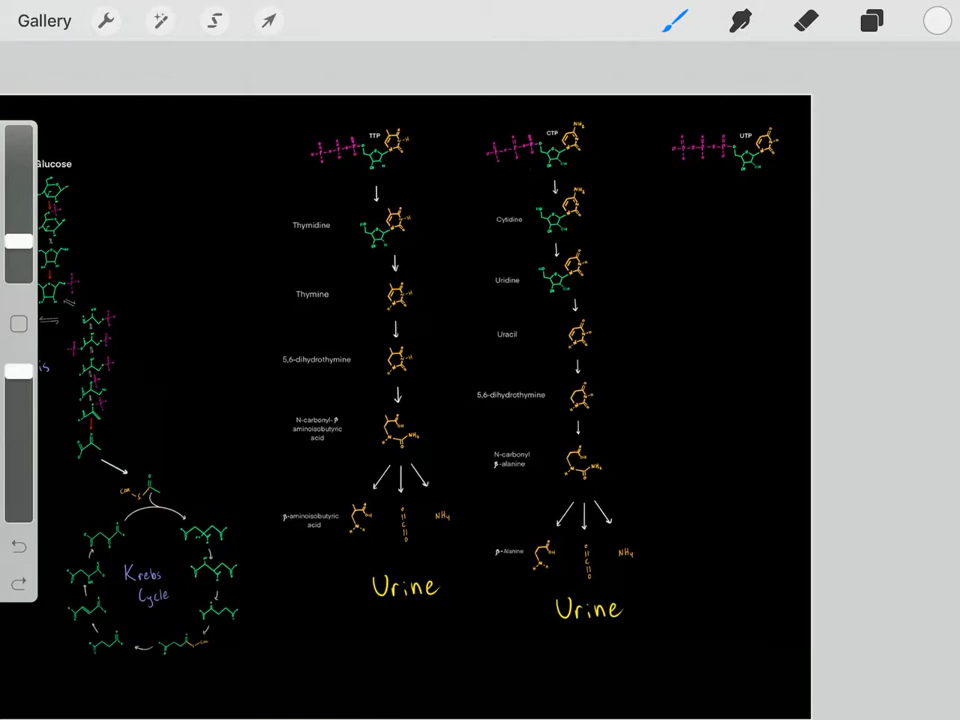 Gallery
Glucose
TTP
CTP
UTP
Thymidine
Cytidine
Thymine
Uridine
Uracil
5,6-dihydrothymine
5,6-dihydrothymine
N-carbonyl-β
aminoisobutyric
acid
N-carbonyl
β-alanine
β-aminoisobutyric
acid
NH4
β-Alanine
NH4
is
Krebs
Cycle
Urine
Urine